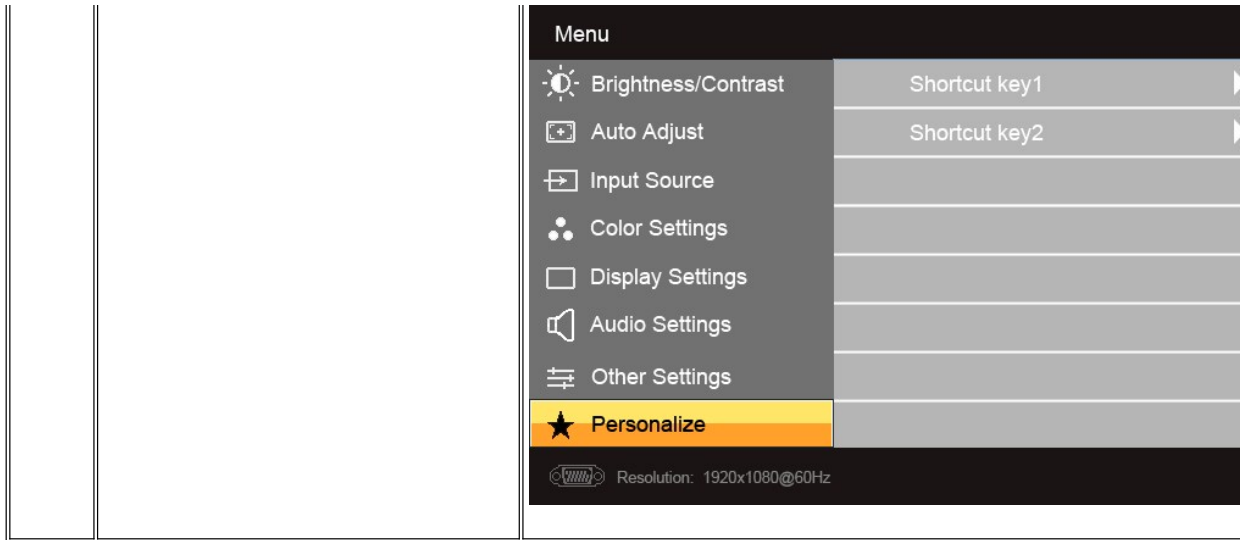 Menu
Brightness/Contrast Shortcut key1
Auto Adjust Shortcut key2
Input Source
Color Settings
Display Settings
Audio Settings
Other Settings
Personalize
Resolution: 1920x1080@60Hz